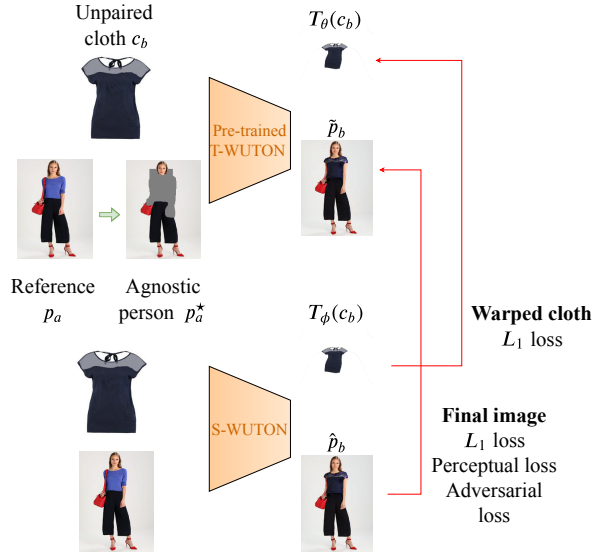 Unpaired
cloth c_b
T_θ(c_b)
Pre-trained
T-WUTON
p̃_b
Reference
p_a
Agnostic
person p_a^★
T_ϕ(c_b)
Warped cloth
L_1 loss
S-WUTON
p̂_b
Final image
L_1 loss
Perceptual loss
Adversarial
loss